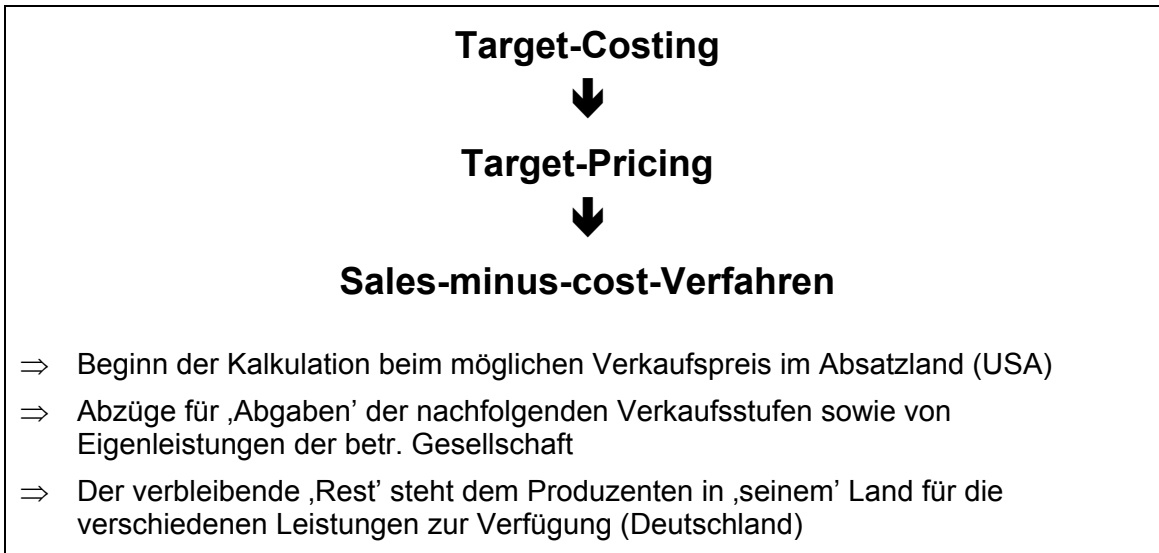 Target-Costing
🡻
Target-Pricing
🡻
Sales-minus-cost-Verfahren
⇒ Beginn der Kalkulation beim möglichen Verkaufspreis im Absatzland (USA)
⇒ Abzüge für ‚Abgaben’ der nachfolgenden Verkaufsstufen sowie von
Eigenleistungen der betr. Gesellschaft
⇒ Der verbleibende ‚Rest’ steht dem Produzenten in ‚seinem’ Land für die
verschiedenen Leistungen zur Verfügung (Deutschland)